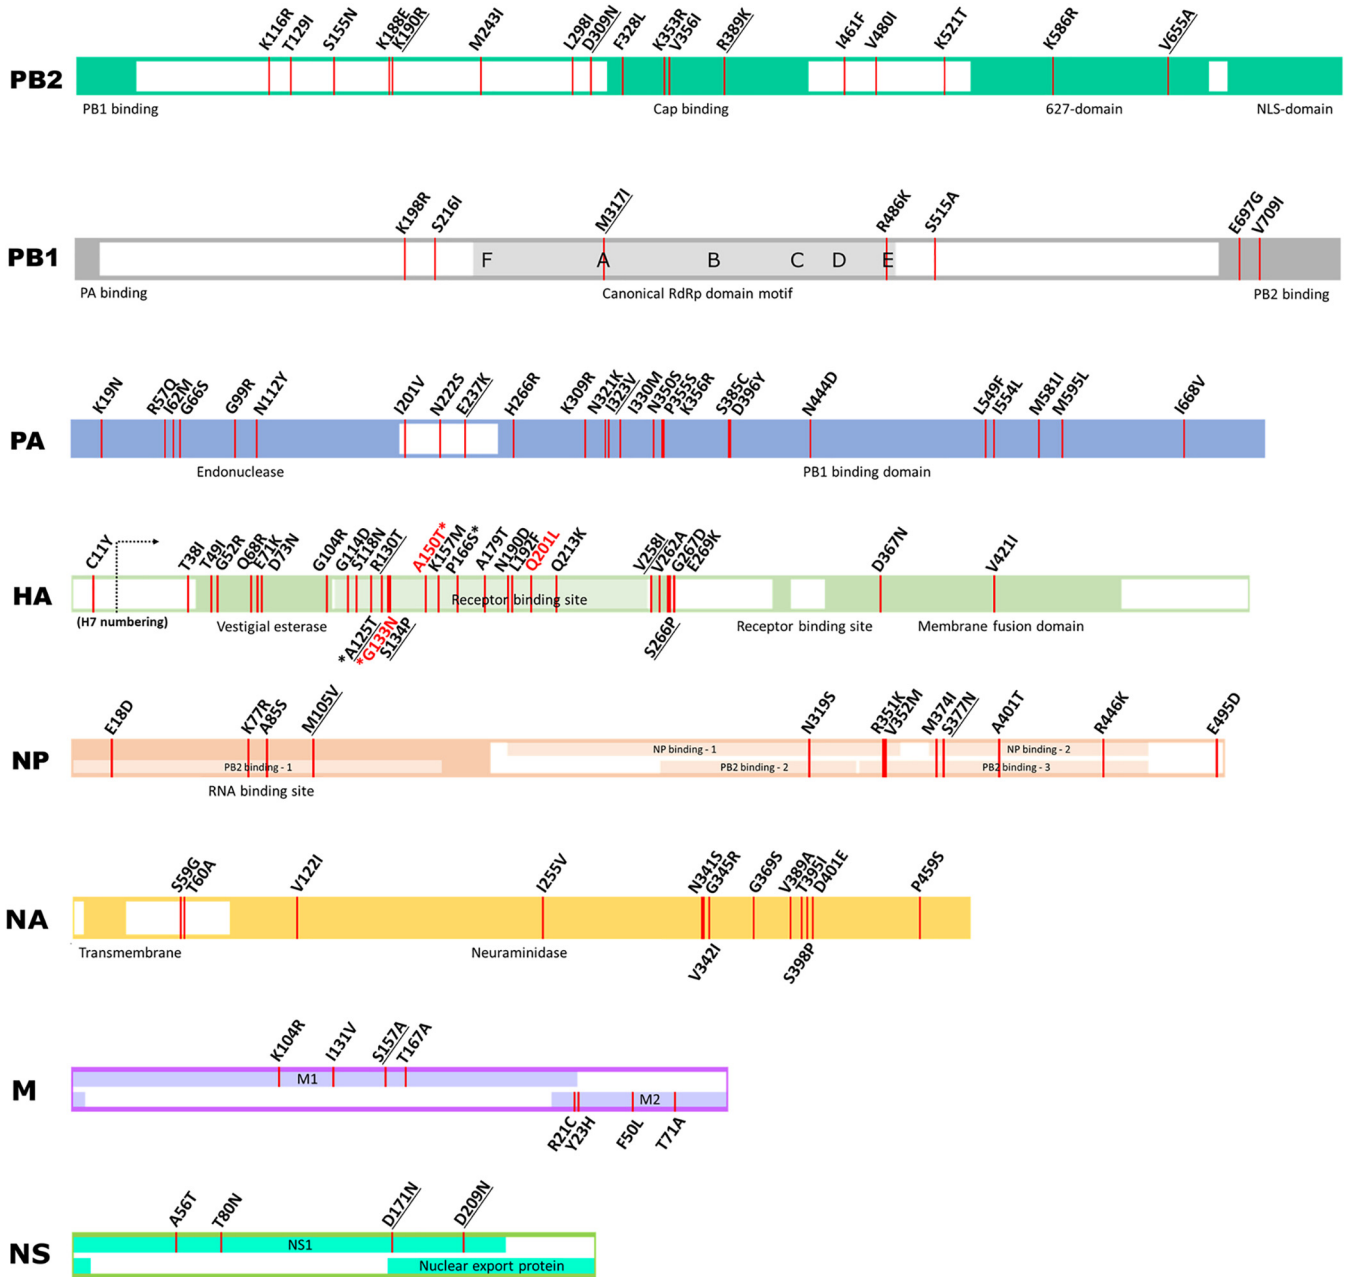 K116R T129I S155N K188E K190R M243I L298I D309N F328L K353R V356I R389K I461F V480I K521T K586R V655A
PB2
PB1 binding Cap binding 627-domain NLS-domain
K198R S216I M317I R486K S515A E697G V709I
PB1 F A B C D E
PA binding Canonical RdRp domain motif PB2 binding
K19N R57Q I62M G66S G99R N112Y I201V N222S E237K H266R K309R N321K I323V I330M N350S P355S K356R S385C D396Y N444D L549F I554L M581I M595L I668V
PA
Endonuclease PB1 binding domain
C11Y T38I T49I G52R Q68R E71K D73N G104R G114D S118N R130T A150T* K157M P166S* A179T N190D L192F Q201L Q213K V258I V262A G267D E269K D367N V421I
HA Receptor binding site
(H7 numbering) Vestigial esterase Receptor binding site Membrane fusion domain
*A125T *G133N S134P S266P
E18D K77R A85S M105V N319S R351K V352M M374I S377N A401T R446K E495D
NP binding - 1 NP binding - 2
NP
PB2 binding - 1 PB2 binding - 2 PB2 binding - 3
RNA binding site
S59G T60A V122I I255V N341S G345R G369S V389A T395I D401E P459S
NA
Transmembrane Neuraminidase
V342I S398P
K104R I131V S157A T167A
M1
M
M2
R21C Y23H F50L T71A
A56T T80N D171N D209N
NS1
NS
Nuclear export protein